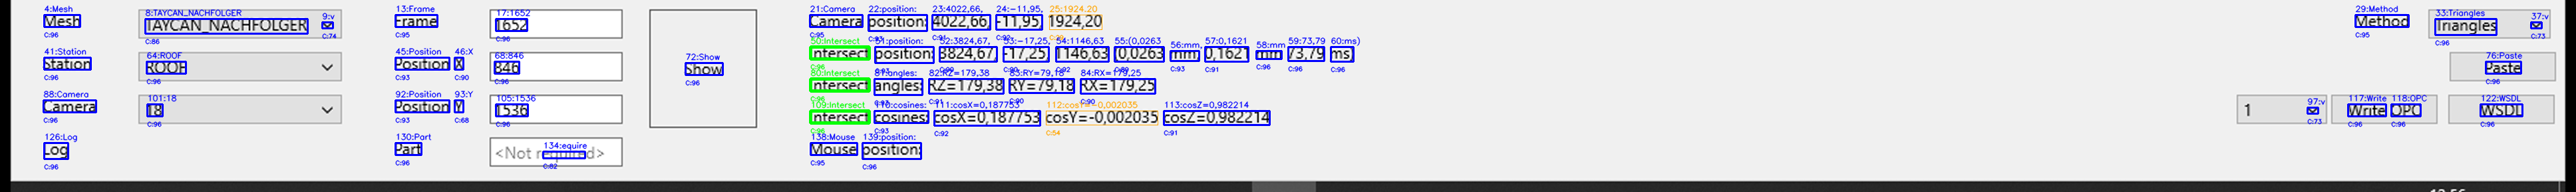 4:Mesh 8:TAYCAN_NACHFOLGER 9:v 13:Frame 17:1652 21:Camera 22:position: 23:4022,66, 24:−11,95, 25:1924,20 29:Method 33:Triangles 37:v
Mesh TAYCAN_NACHFOLGER Frame 1652 Camera position: 4022,66, -11,95, 1924,20 Method Triangles
C:96 C:86 C:74 C:95 C:96 C:95 C:95 C:96 C:73
41:Station 64:ROOF 45:Position 46:X 68:846 72:Show 50:Intersect 51:position: 52:3824,67, 53:−17,25, 54:1146,63 55:(0,0263 56:mm, 57:0,1621 58:mm 59:73,79 60:ms) 76:Paste
Station ROOF Position X 846 Show Intersect position: 3824,67, -17,25, 1146,63 (0,0263 mm, 0,1621 mm 73,79 ms) Paste
C:96 C:96 C:93 C:90 C:96 C:96 C:93 C:91 C:96 C:96 C:96 C:96
80:Intersect 81:angles: 82:RZ=179,38 83:RY=79,18 84:RX=179,25
Intersect angles: RZ=179,38 RY=79,18 RX=179,25
88:Camera 101:18 92:Position 93:Y 105:1536 109:Intersect 110:cosines: 111:cosX=0,187753 112:cosY=-0,002035 113:cosZ=0,982214 97:v 117:Write 118:OPC 122:WSDL
Camera 18 Position Y 1536 Intersect cosines: cosX=0,187753 cosY=-0,002035 cosZ=0,982214 1 Write OPC WSDL
C:96 C:96 C:93 C:68 C:96 C:96 C:93 C:92 C:54 C:91 C:73 C:96 C:96 C:96
126:Log 130:Part 134:equire 138:Mouse 139:position:
Log Part <Not required> Mouse position:
C:96 C:96 C:82 C:95 C:96